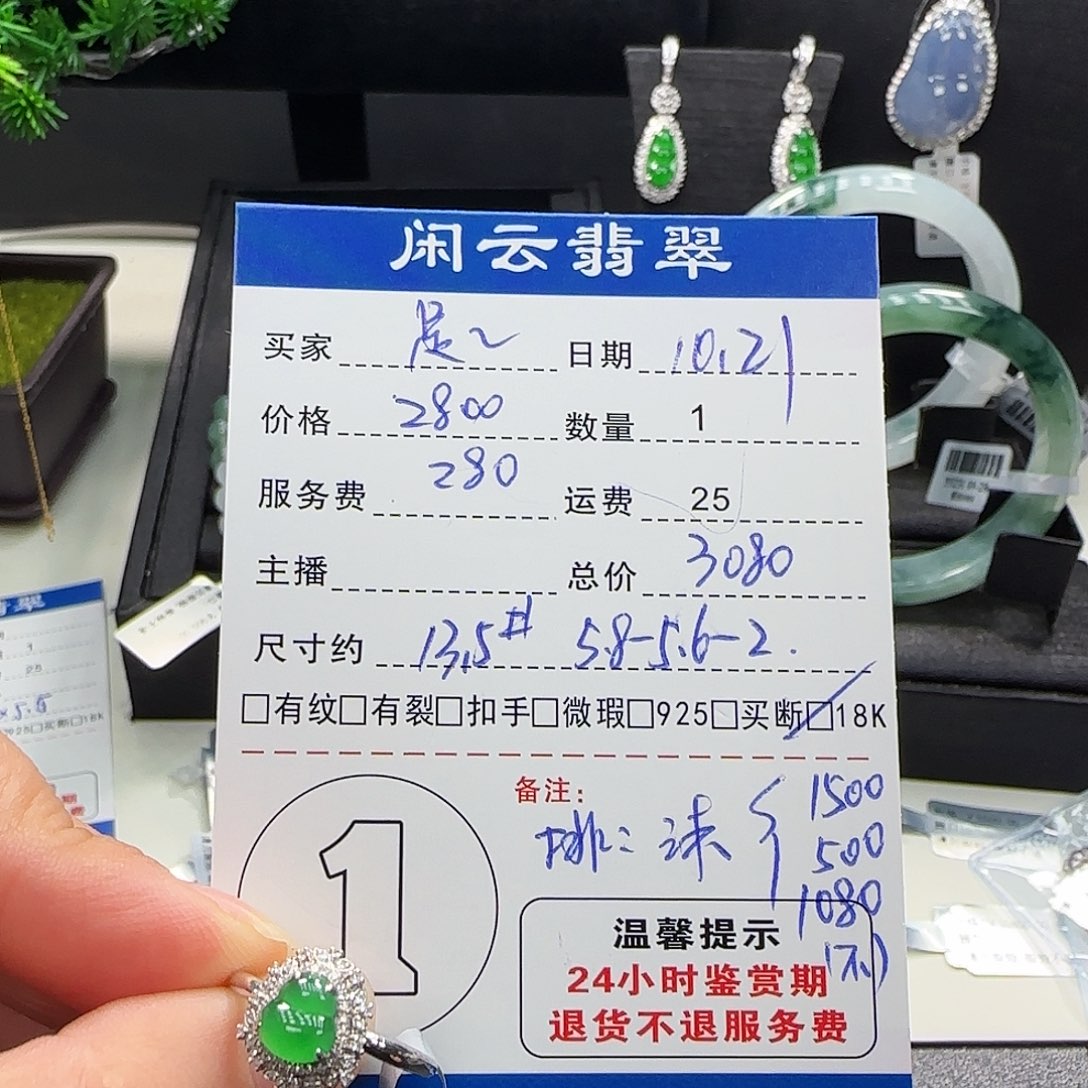 闲云翡翠
买家 日期 10.21
价格 2800 数量 1
服务费 280 运费 25
主播 总价 3080
尺寸约 13.5# 5.8-5.6-2.
□有纹□有裂□扣手□微瑕□925□买断□18K
备注:
1500
500
1080
1
温馨提示
24小时鉴赏期
退货不退服务费